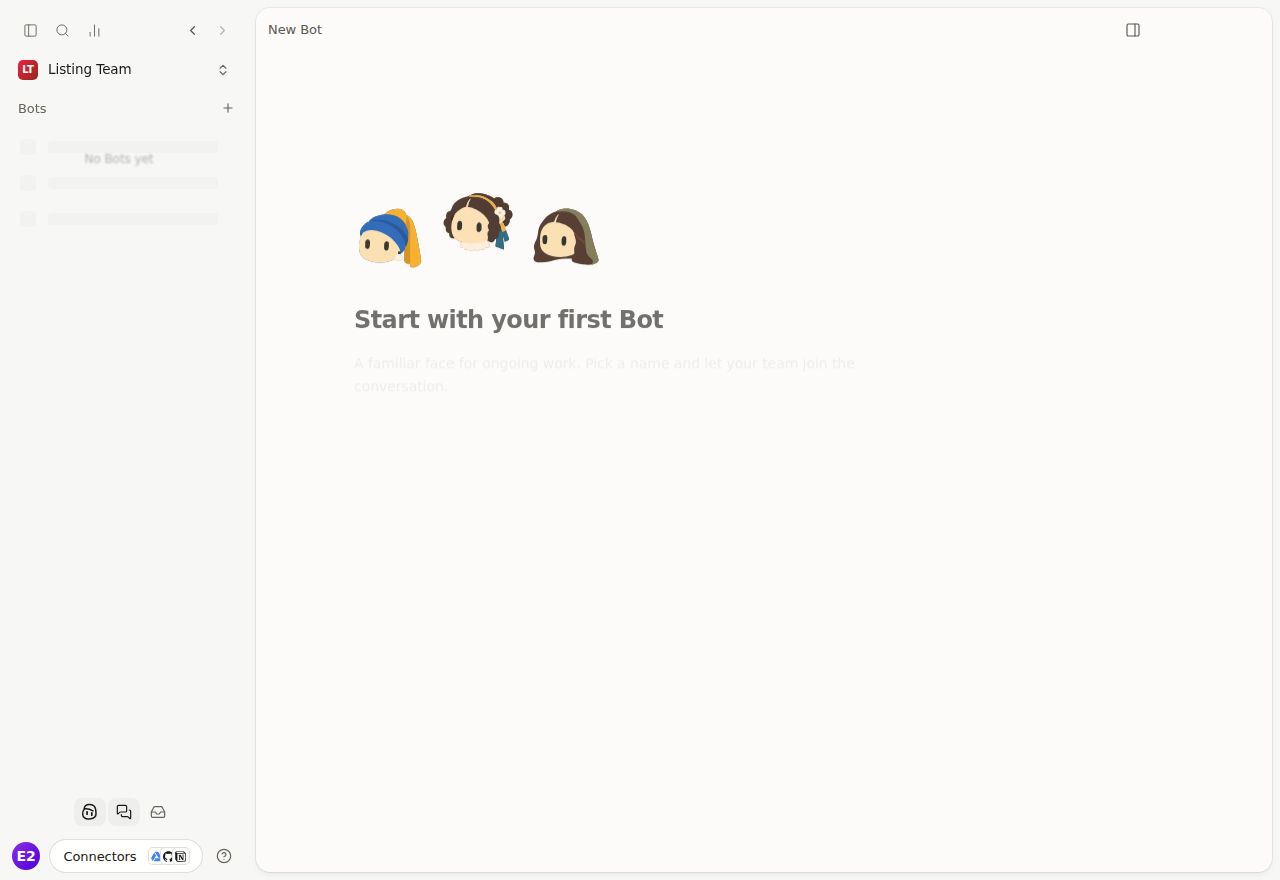 New Bot
LT Listing Team
Bots
No Bots yet
Start with your first Bot
A familiar face for ongoing work. Pick a name and let your team join the
conversation.
E2 Connectors